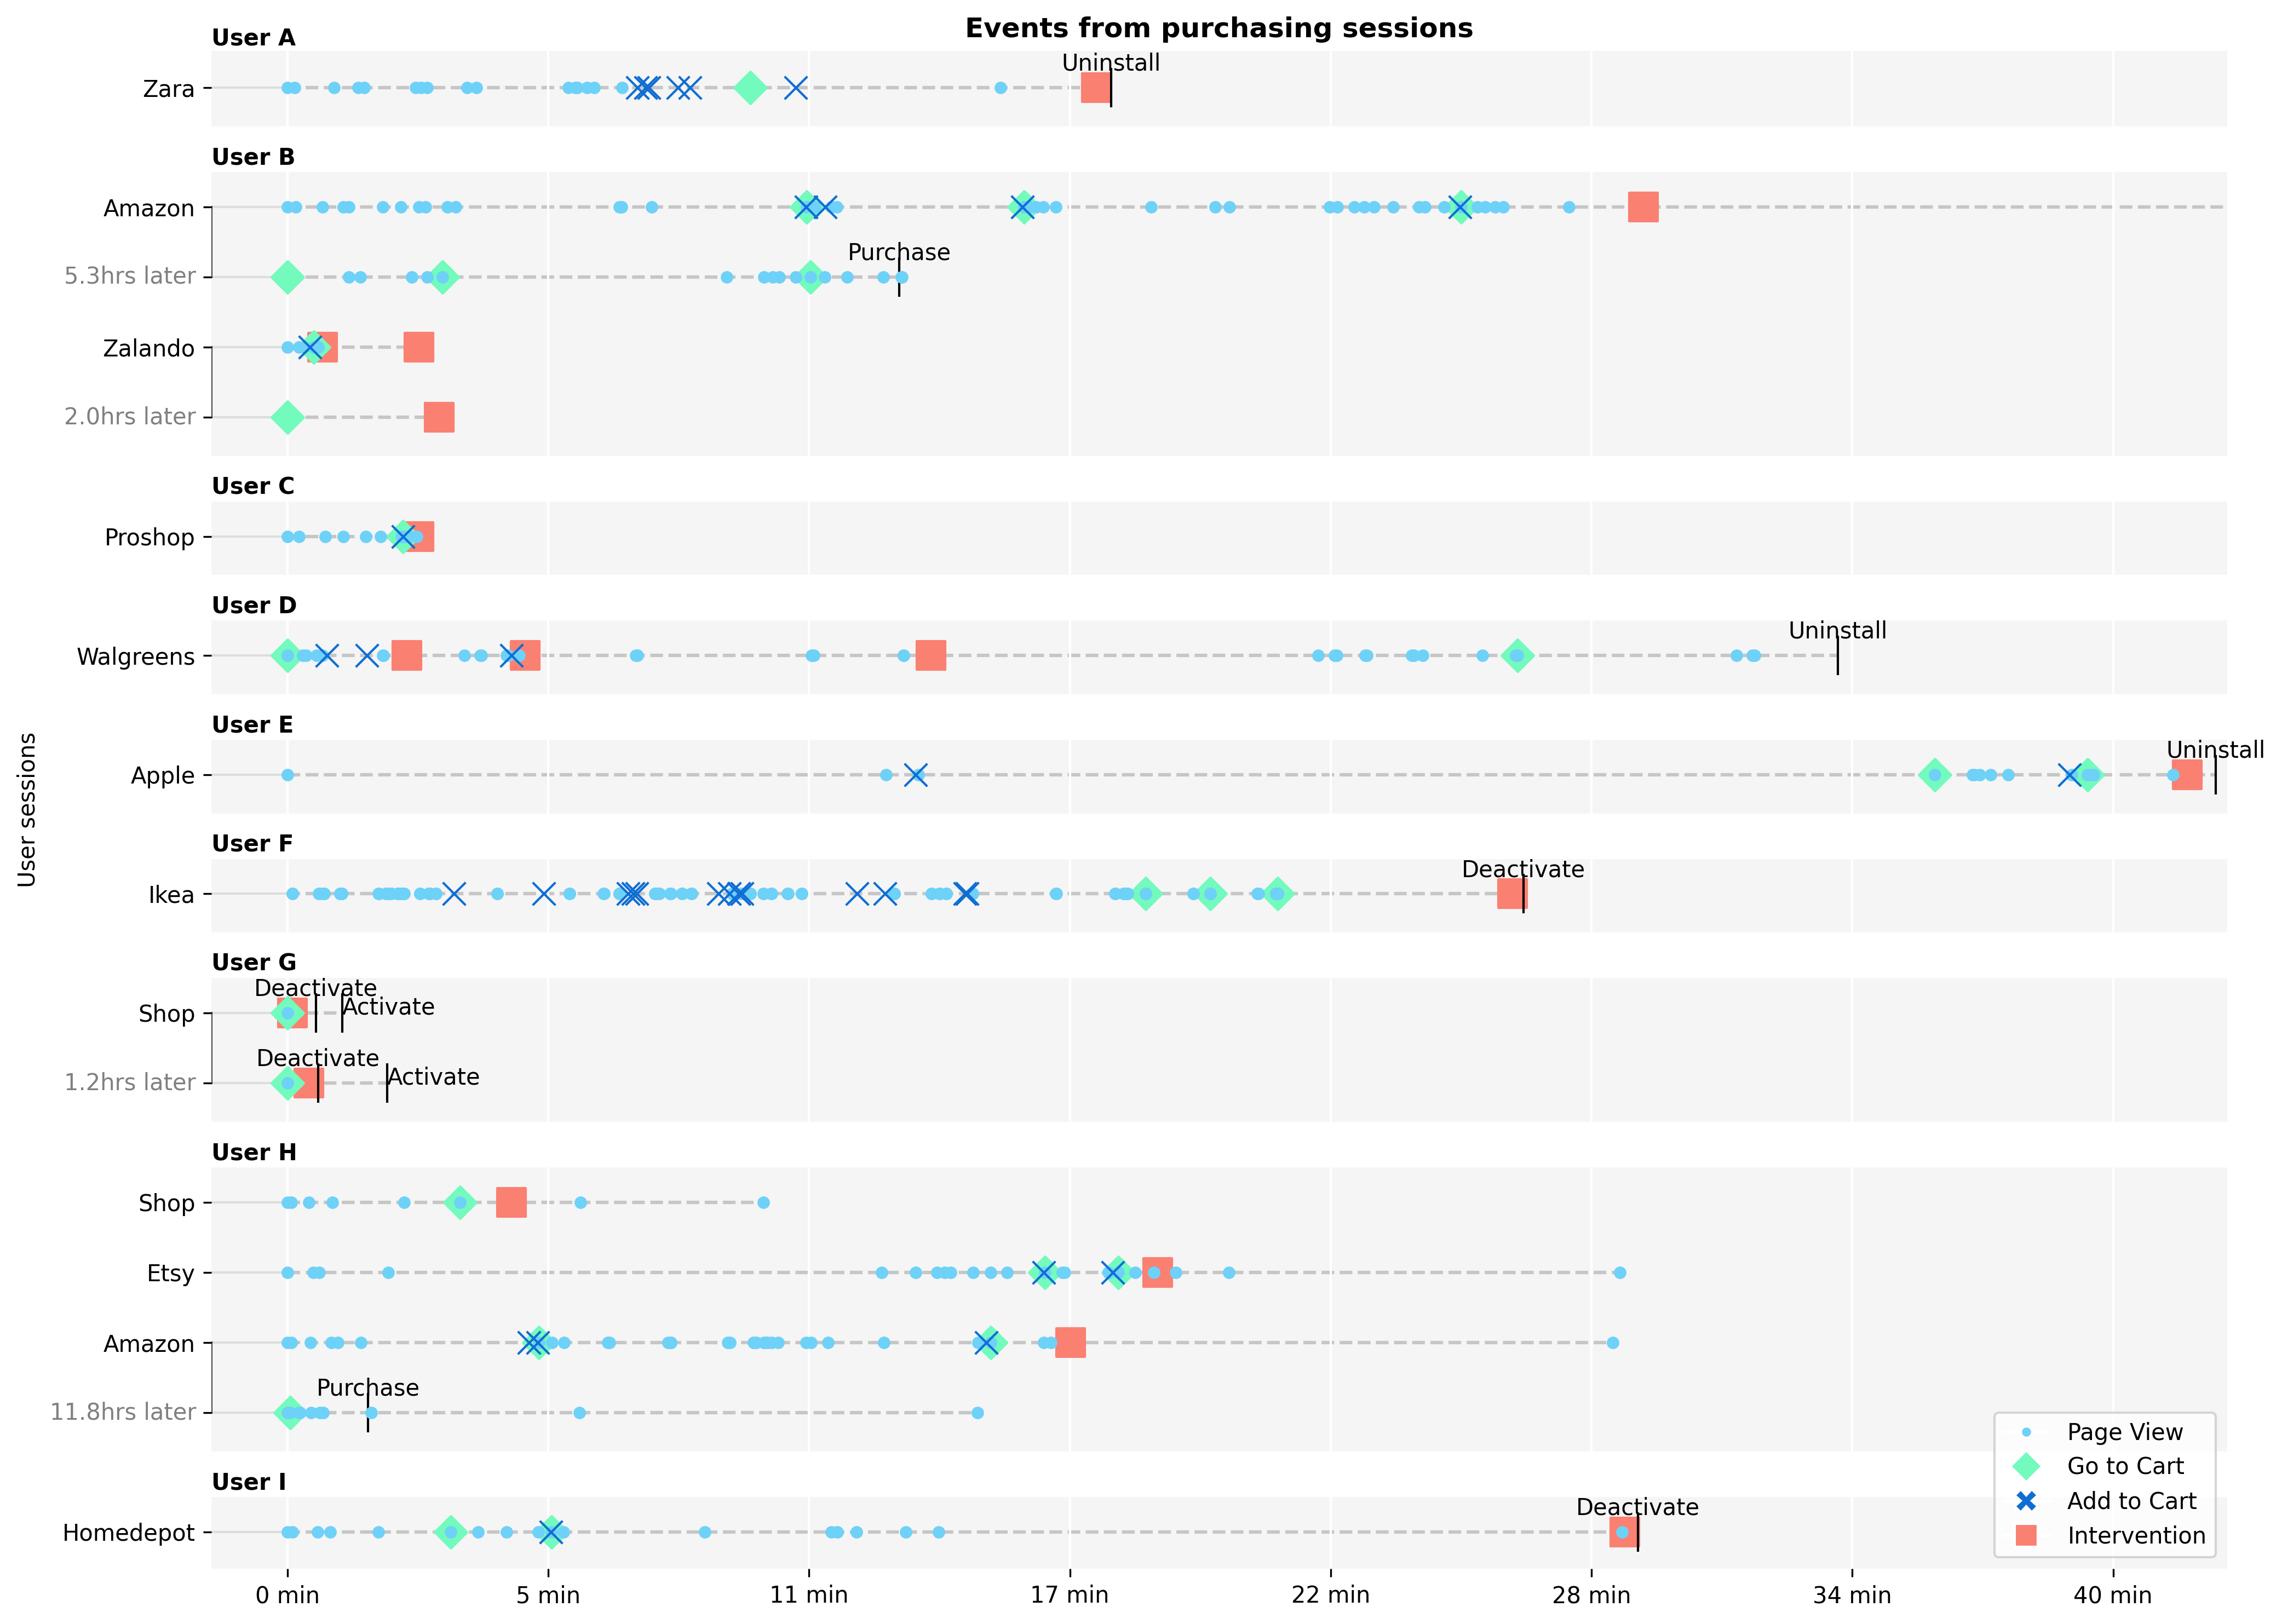 Events from purchasing sessions
User A
Uninstall
Zara
User B
Amazon
Purchase
5.3hrs later
Zalando
2.0hrs later
User C
Proshop
User D
Uninstall
Walgreens
User E
Uninstall
Apple
User sessions
User F
Deactivate
Ikea
User G
Deactivate
Shop
Activate
Deactivate
1.2hrs later
Activate
User H
Shop
Etsy
Amazon
Purchase
11.8hrs later
User I
Deactivate
Homedepot
Page View
Go to Cart
Add to Cart
Intervention
0 min 5 min 11 min 17 min 22 min 28 min 34 min 40 min